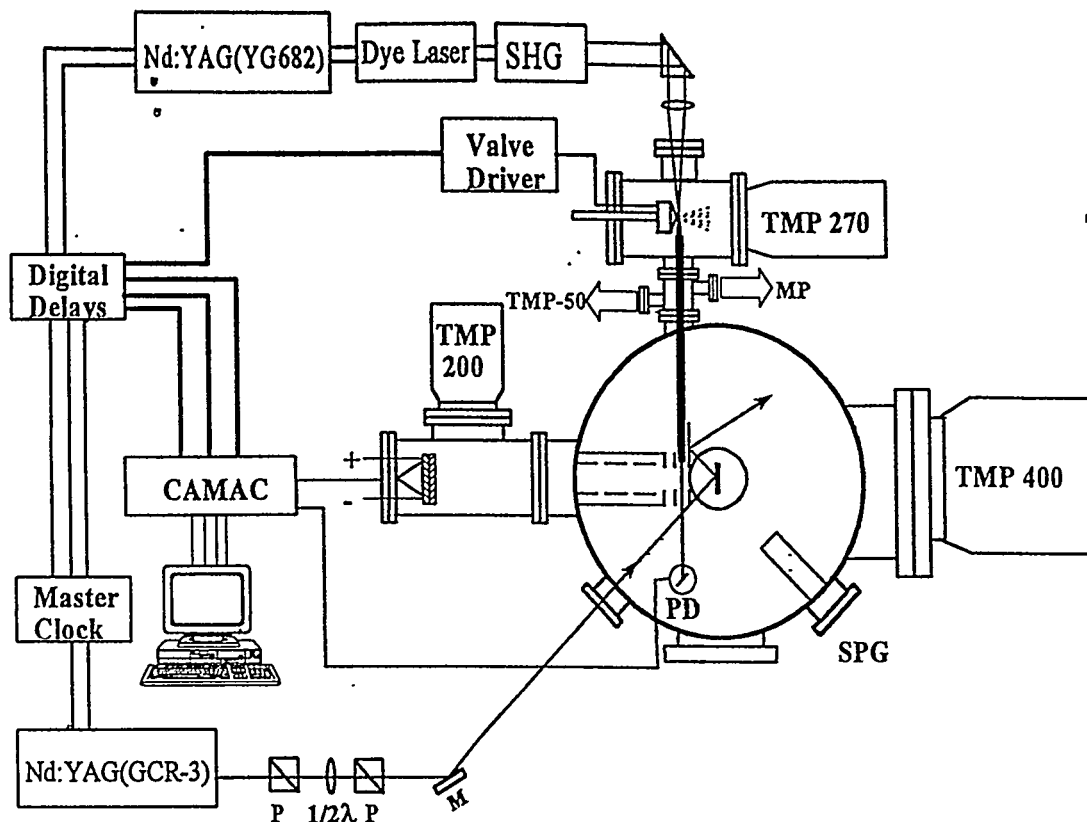 Nd:YAG(YG682)
Dye Laser
SHG
Valve
Driver
TMP 270
Digital
Delays
TMP-50
MP
TMP
200
+
-
CAMAC
TMP 400
Master
Clock
PD
SPG
Nd:YAG(GCR-3)
P
1/2λ
P
M